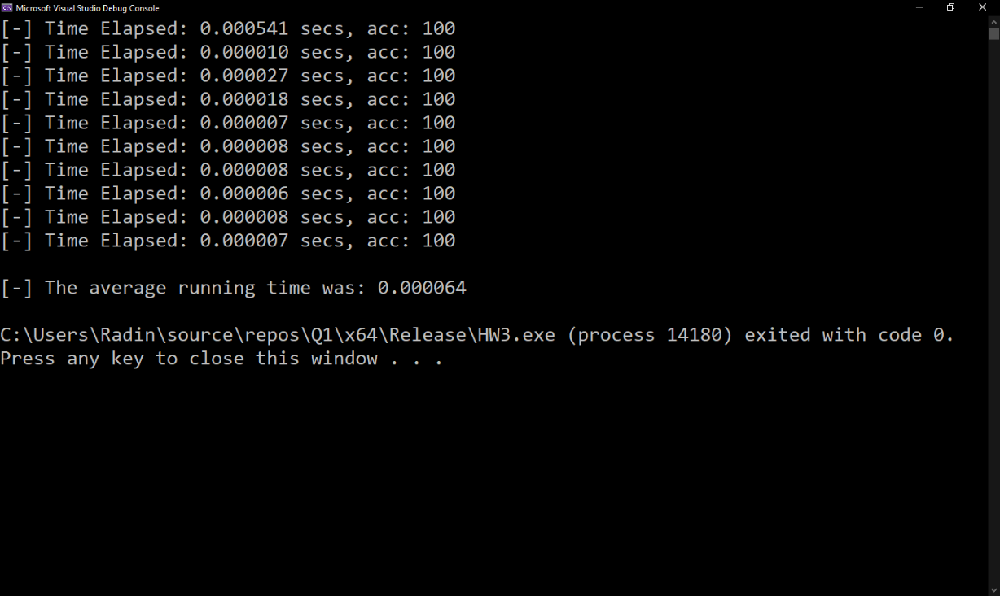 Microsoft Visual Studio Debug Console
[-] Time Elapsed: 0.000541 secs, acc: 100
[-] Time Elapsed: 0.000010 secs, acc: 100
[-] Time Elapsed: 0.000027 secs, acc: 100
[-] Time Elapsed: 0.000018 secs, acc: 100
[-] Time Elapsed: 0.000007 secs, acc: 100
[-] Time Elapsed: 0.000008 secs, acc: 100
[-] Time Elapsed: 0.000008 secs, acc: 100
[-] Time Elapsed: 0.000006 secs, acc: 100
[-] Time Elapsed: 0.000008 secs, acc: 100
[-] Time Elapsed: 0.000007 secs, acc: 100
[-] The average running time was: 0.000064
C:\Users\Radin\source\repos\Q1\x64\Release\HW3.exe (process 14180) exited with code 0.
Press any key to close this window . . .